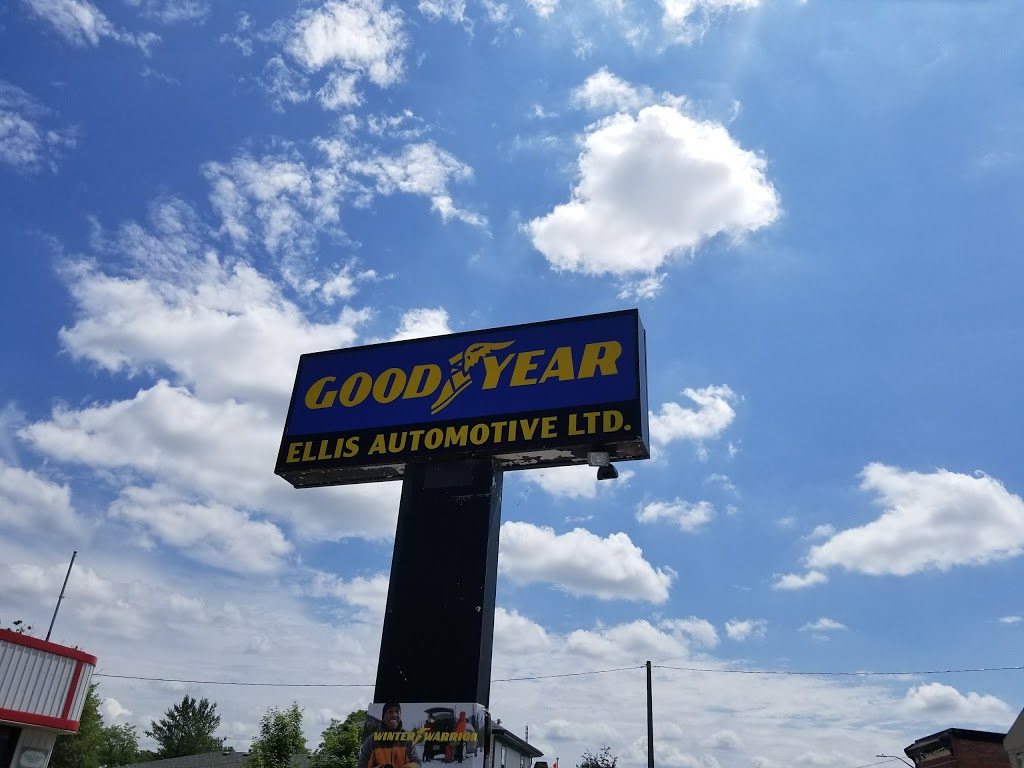 GOODYEAR
ELLIS AUTOMOTIVE LTD.
WINTER WARRIOR